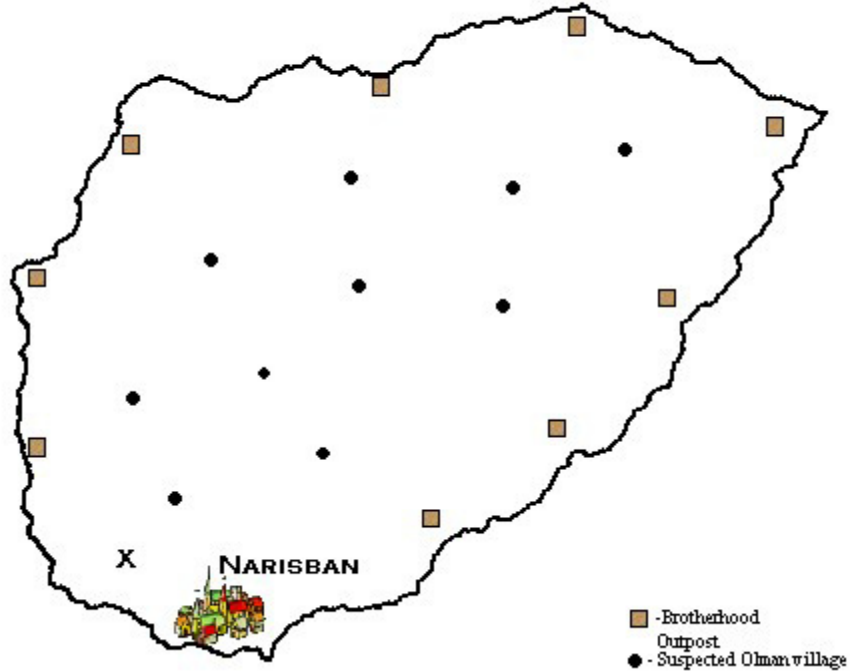 X
NARISBAN
-Brotherhood
Outpost
- Suspected Olman village